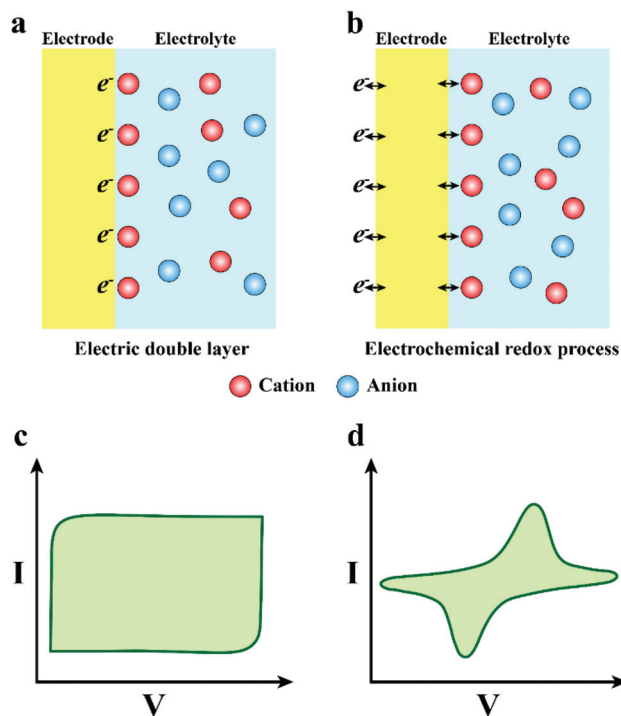 a
Electrode Electrolyte
e-
e-
e-
e-
e-
Electric double layer
b
Electrode Electrolyte
e-
e-
e-
e-
e-
Electrochemical redox process
Cation Anion
c
I
V
d
I
V